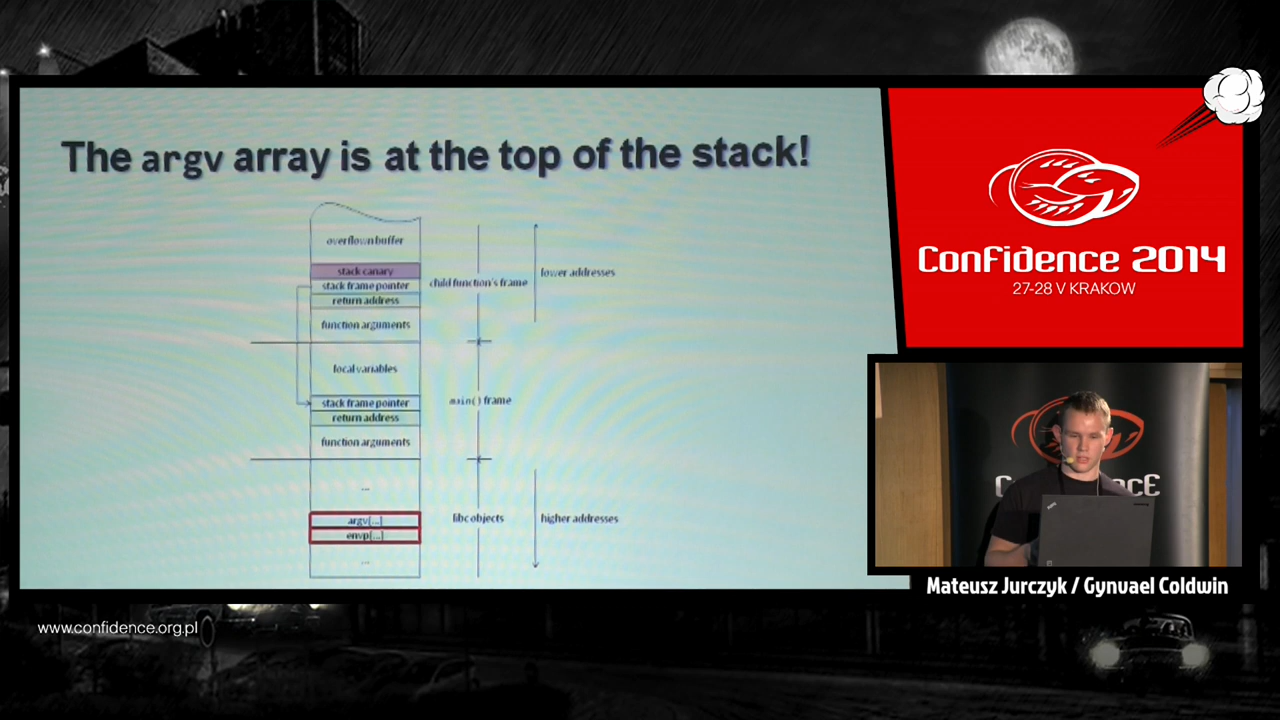 The argv array is at the top of the stack!
overflown buffer
stack canary
stack frame pointer
return address
function arguments
child function's frame
lower addresses
local variables
stack frame pointer
return address
function arguments
main() frame
...
argv[...]
envp[...]
...
libc objects
higher addresses
ConFidence 2014
27-28 V KRAKOW
Mateusz Jurczyk / Gynvael Coldwin
www.confidence.org.pl